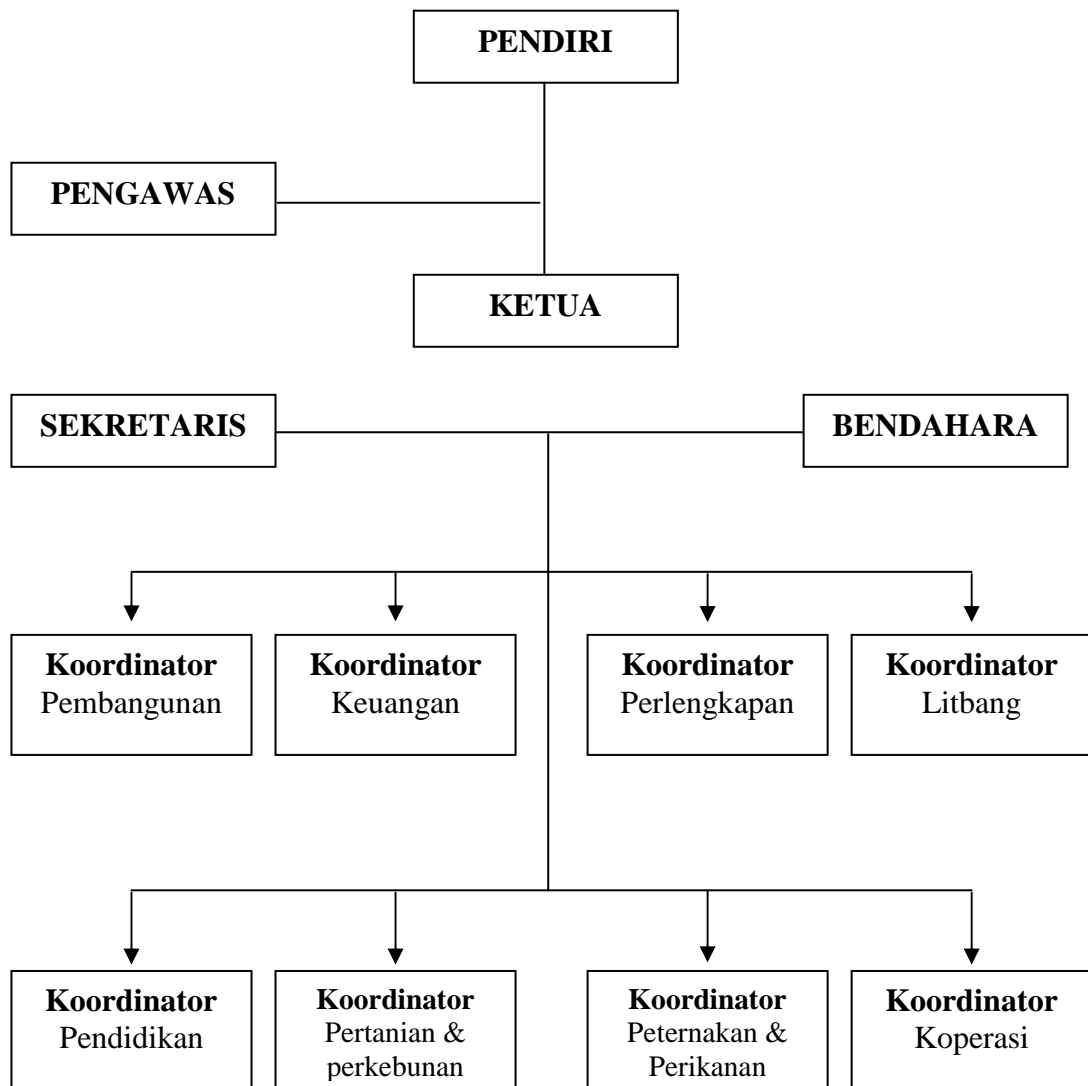 PENDIRI
PENGAWAS
KETUA
SEKRETARIS
BENDAHARA
Koordinator
Pembangunan
Koordinator
Keuangan
Koordinator
Perlengkapan
Koordinator
Litbang
Koordinator
Pendidikan
Koordinator
Pertanian &
perkebunan
Koordinator
Peternakan &
Perikanan
Koordinator
Koperasi